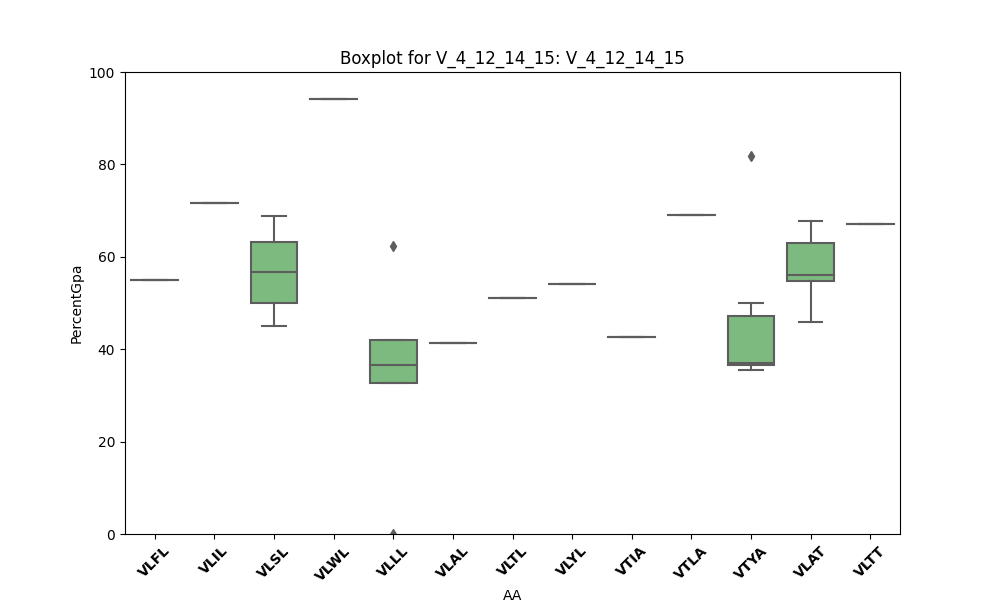 Boxplot for V_4_12_14_15: V_4_12_14_15
100
80
60
40
20
0
PercentGpa
VLFL
VLIL
VLSL
VLWL
VLLL
VLAL
VLTL
VLYL
VTIA
VTLA
VTYA
VLAT
VLTT
AA